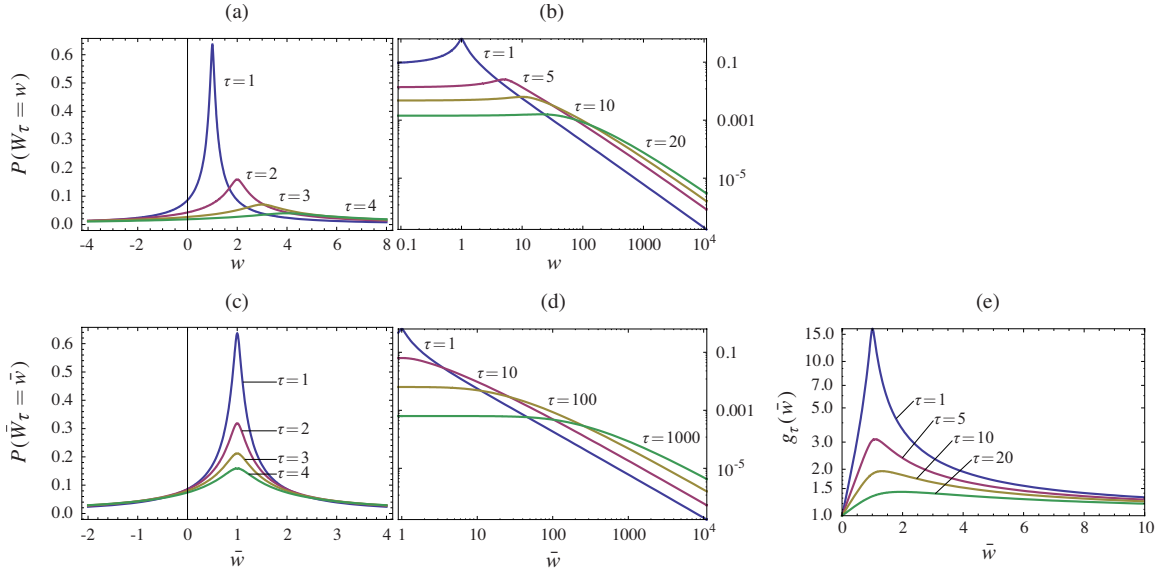 (a)
P(W_τ = w)
0.6
0.5
0.4
0.3
0.2
0.1
0.0
-4 -2 0 2 4 6 8
w
τ=1
τ=2
τ=3
τ=4
(b)
0.1
0.001
10^-5
0.1 1 10 100 1000 10^4
w
τ=1
τ=5
τ=10
τ=20
(c)
P(W̄_τ = w̄)
0.6
0.5
0.4
0.3
0.2
0.1
0.0
-2 -1 0 1 2 3 4
w̄
τ=1
τ=2
τ=3
τ=4
(d)
0.1
0.001
10^-5
1 10 100 1000 10^4
w̄
τ=1
τ=10
τ=100
τ=1000
(e)
g_τ(w̄)
15.0
10.0
7.0
5.0
3.0
2.0
1.5
1.0
0 2 4 6 8 10
w̄
τ=1
τ=5
τ=10
τ=20